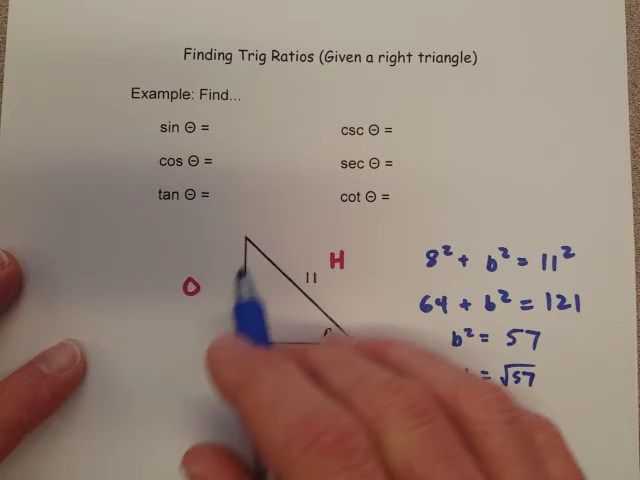 Finding Trig Ratios (Given a right triangle)
Example: Find...
sin Θ =
csc Θ =
cos Θ =
sec Θ =
tan Θ =
cot Θ =
O
11
H
8² + b² = 11²
64 + b² = 121
b² = 57
= √57